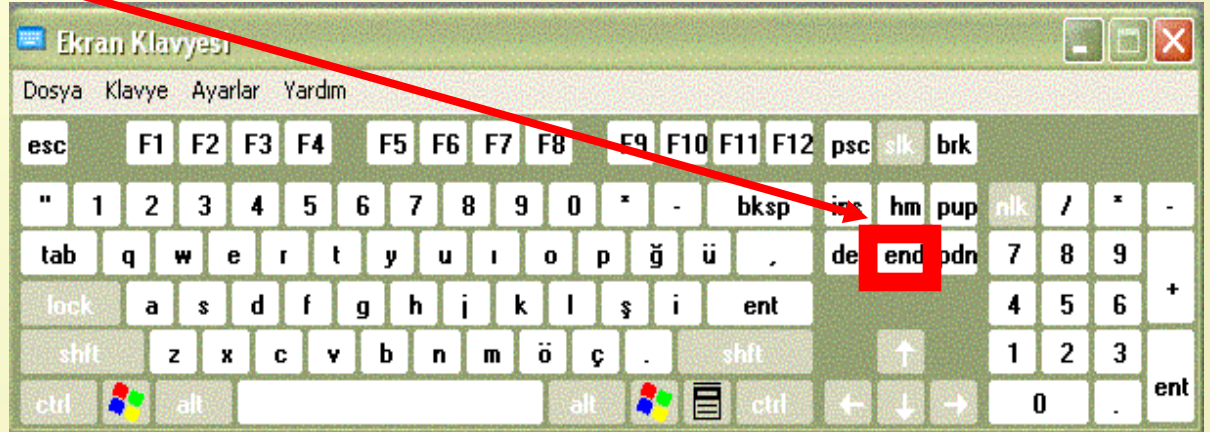 Ekran Klavyesi
Dosya Klavye Ayarlar Yardım
esc F1 F2 F3 F4 F5 F6 F7 F8 F9 F10 F11 F12 psc slk brk
" 1 2 3 4 5 6 7 8 9 0 * - bksp ins hm pup nlk / * -
tab q w e r t y u ı o p ğ ü , del end pdn 7 8 9 +
lock a s d f g h j k l ş i ent 4 5 6
shft z x c v b n m ö ç . shft ↑ 1 2 3 ent
ctrl alt alt ctrl ← ↓ → 0 .